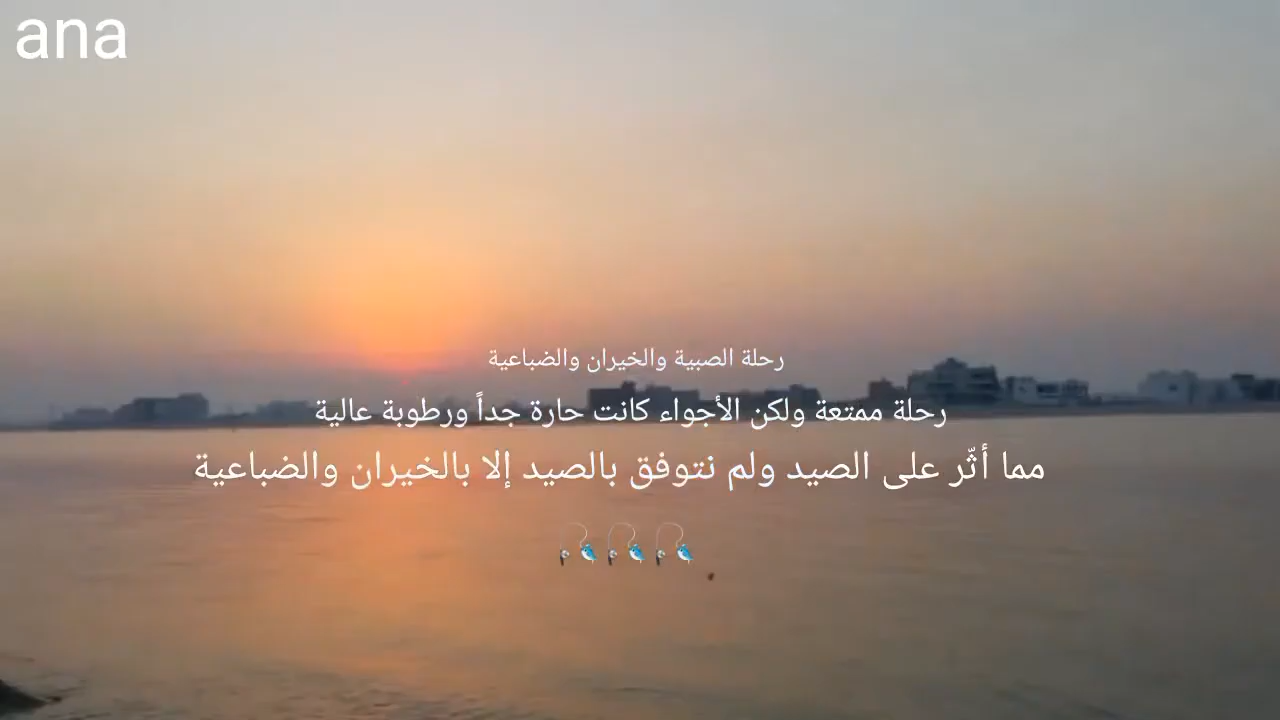 ana
رحلة الصبية والخيران والضباعية
رحلة ممتعة ولكن الأجواء كانت حارة جداً ورطوبة عالية
مما أثّر على الصيد ولم نتوفق بالصيد إلا بالخيران والضباعية
🎣🎣🎣